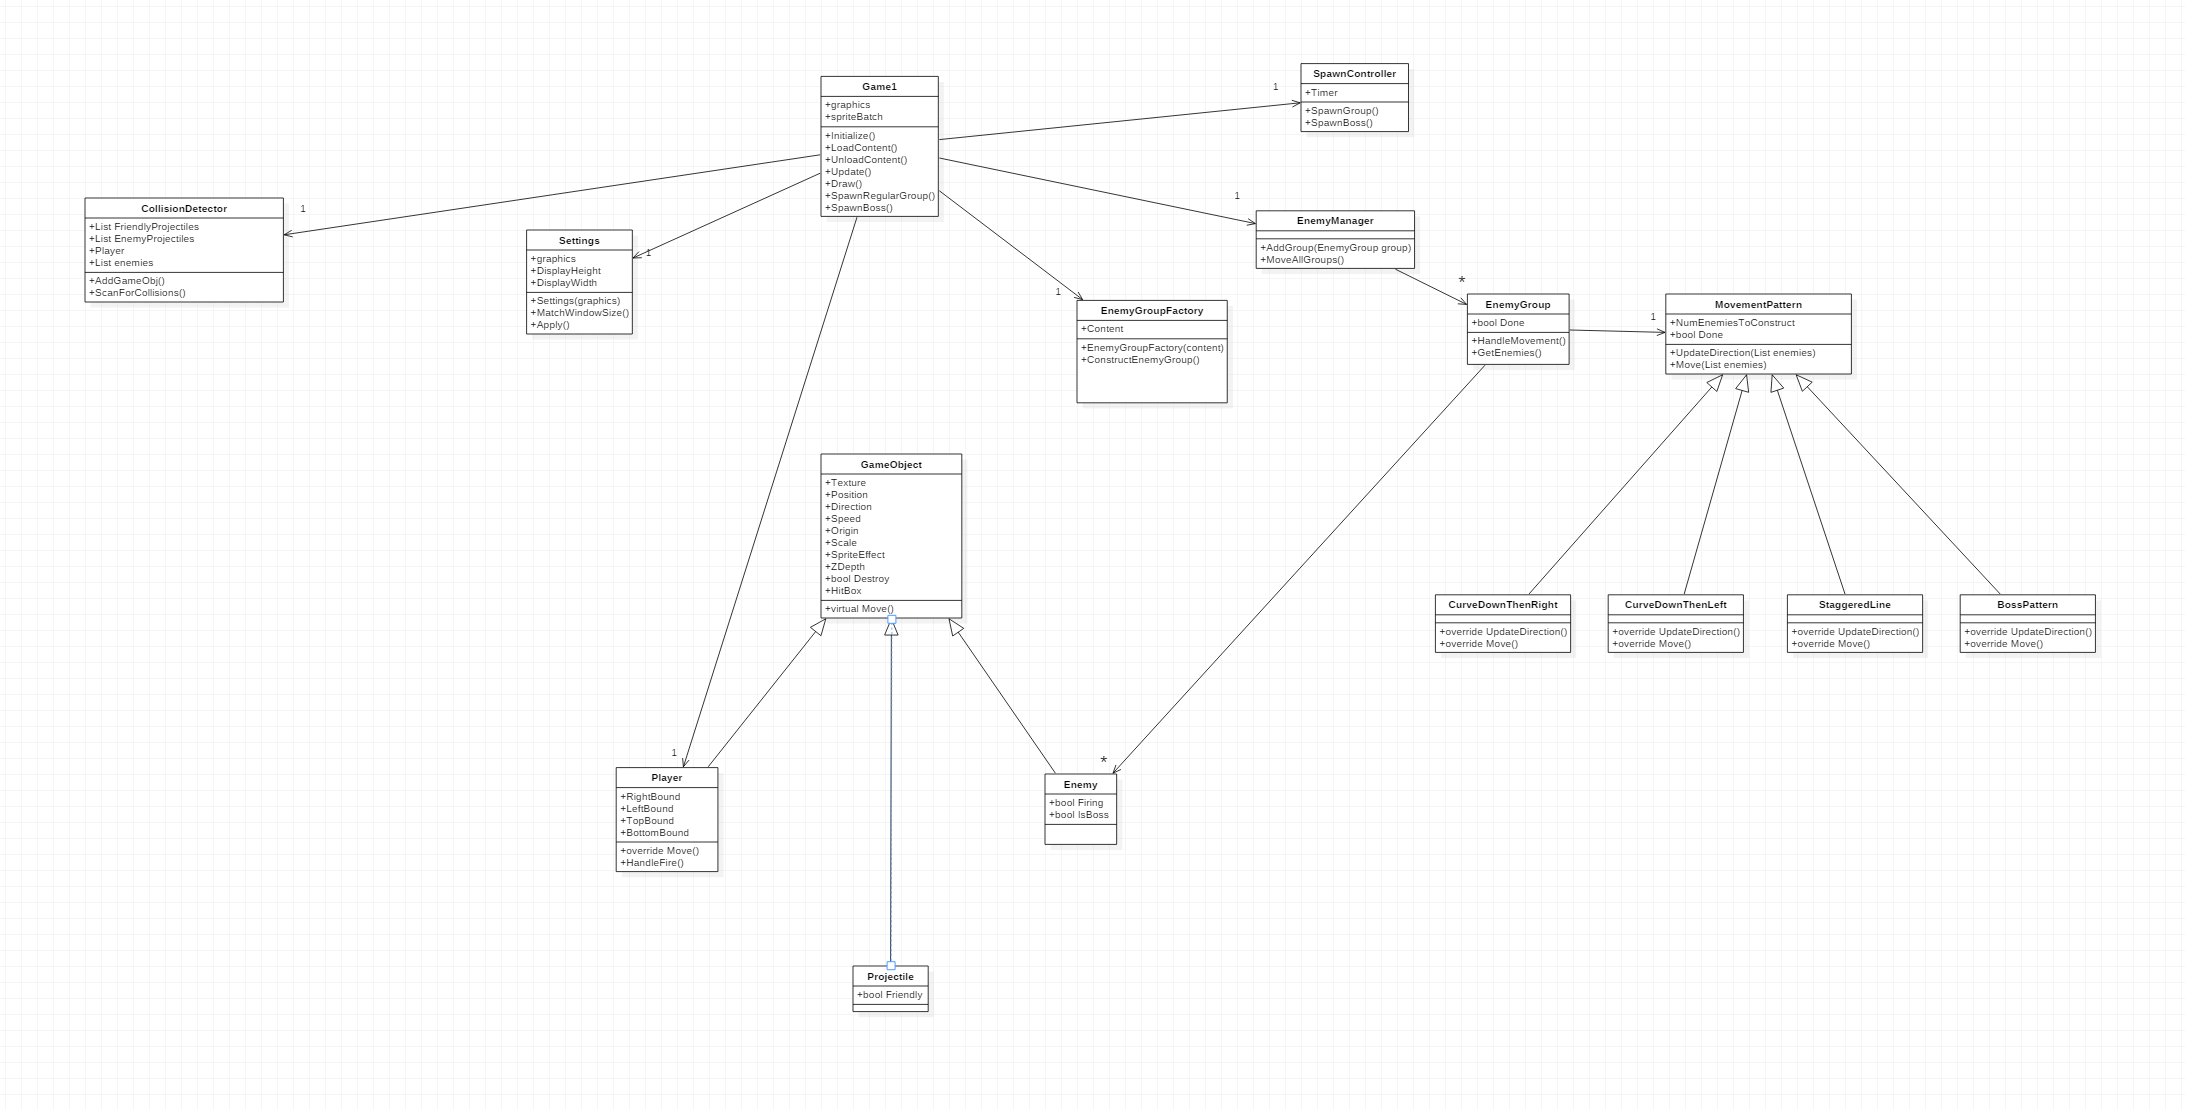 Game1
+graphics
+spriteBatch
+Initialize()
+LoadContent()
+UnloadContent()
+Update()
+Draw()
+SpawnRegularGroup()
+SpawnBoss()
1
SpawnController
+Timer
+SpawnGroup()
+SpawnBoss()
1
CollisionDetector
+List FriendlyProjectiles
+List EnemyProjectiles
+Player
+List enemies
+AddGameObj()
+ScanForCollisions()
1
Settings
+graphics
+DisplayHeight
+DisplayWidth
+Settings(graphics)
+MatchWindowSize()
+Apply()
1
EnemyManager
+AddGroup(EnemyGroup group)
+MoveAllGroups()
1
EnemyGroupFactory
+Content
+EnemyGroupFactory(content)
+ConstructEnemyGroup()
*
EnemyGroup
+bool Done
+HandleMovement()
+GetEnemies()
1
MovementPattern
+NumEnemiesToConstruct
+bool Done
+UpdateDirection(List enemies)
+Move(List enemies)
GameObject
+Texture
+Position
+Direction
+Speed
+Origin
+Scale
+SpriteEffect
+ZDepth
+bool Destroy
+HitBox
+virtual Move()
CurveDownThenRight
+override UpdateDirection()
+override Move()
CurveDownThenLeft
+override UpdateDirection()
+override Move()
StaggeredLine
+override UpdateDirection()
+override Move()
BossPattern
+override UpdateDirection()
+override Move()
1
Player
+RightBound
+LeftBound
+TopBound
+BottomBound
+override Move()
+HandleFire()
*
Enemy
+bool Firing
+bool IsBoss
Projectile
+bool Friendly